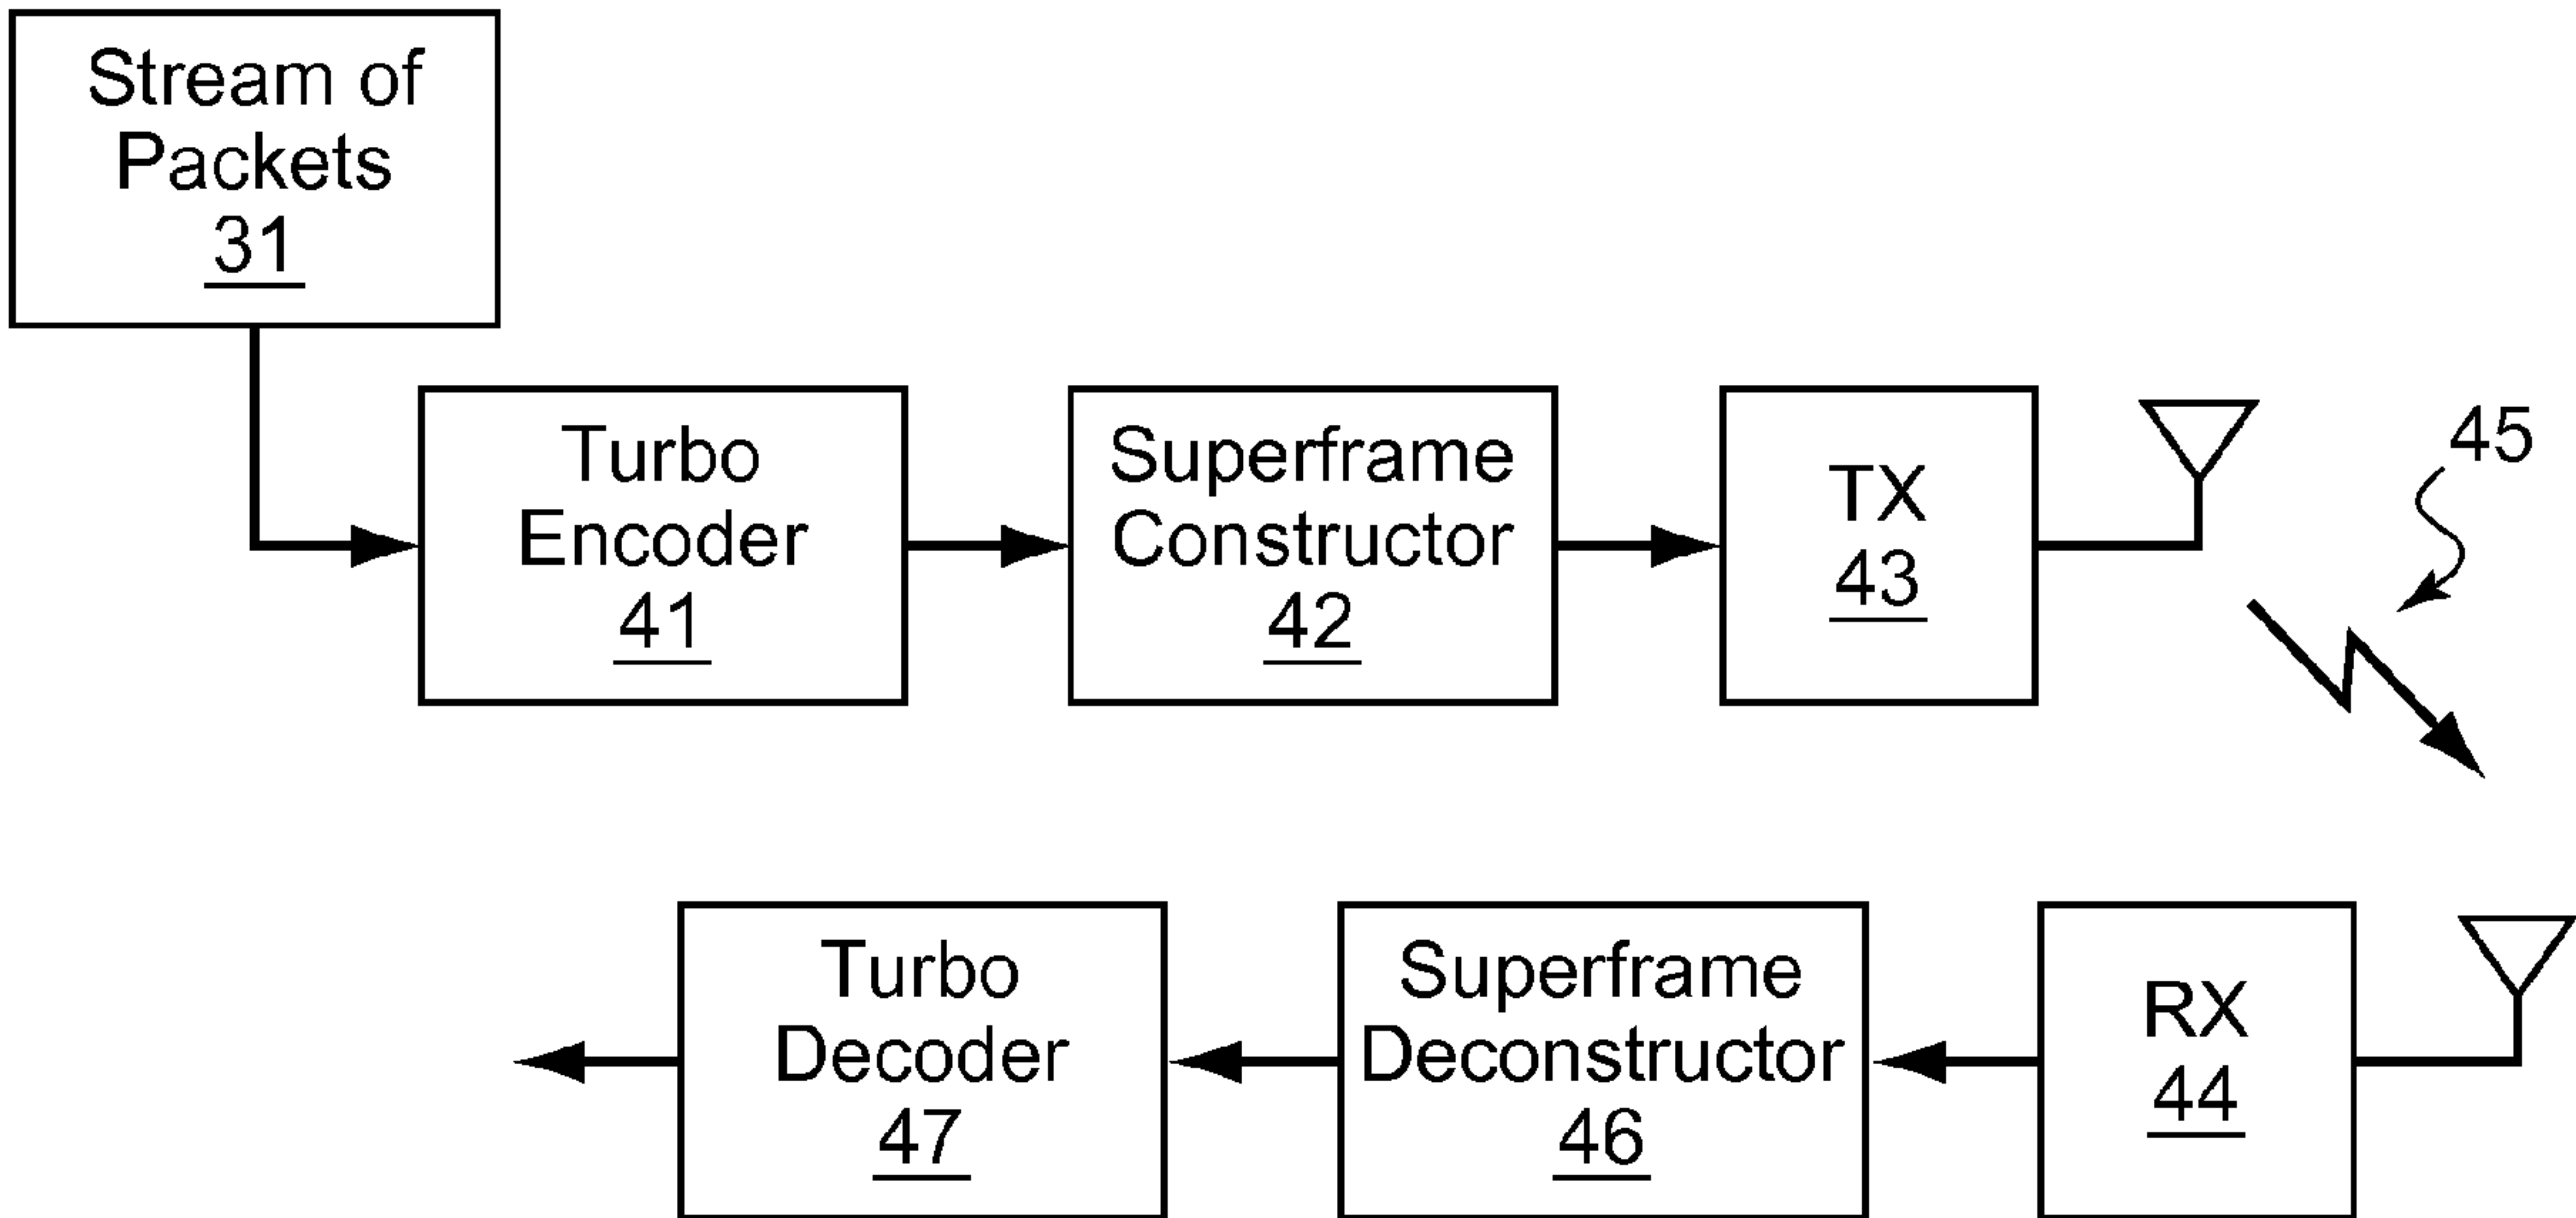 Stream of
Packets
31
Turbo
Encoder
41
Superframe
Constructor
42
TX
43
45
Turbo
Decoder
47
Superframe
Deconstructor
46
RX
44